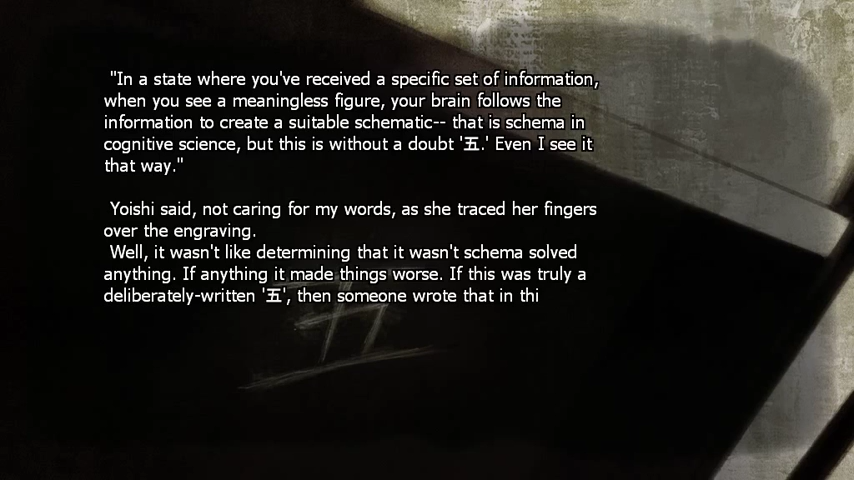 "In a state where you've received a specific set of information,
when you see a meaningless figure, your brain follows the
information to create a suitable schematic-- that is schema in
cognitive science, but this is without a doubt '五.' Even I see it
that way."
Yoishi said, not caring for my words, as she traced her fingers
over the engraving.
Well, it wasn't like determining that it wasn't schema solved
anything. If anything it made things worse. If this was truly a
deliberately-written '五', then someone wrote that in thi
五